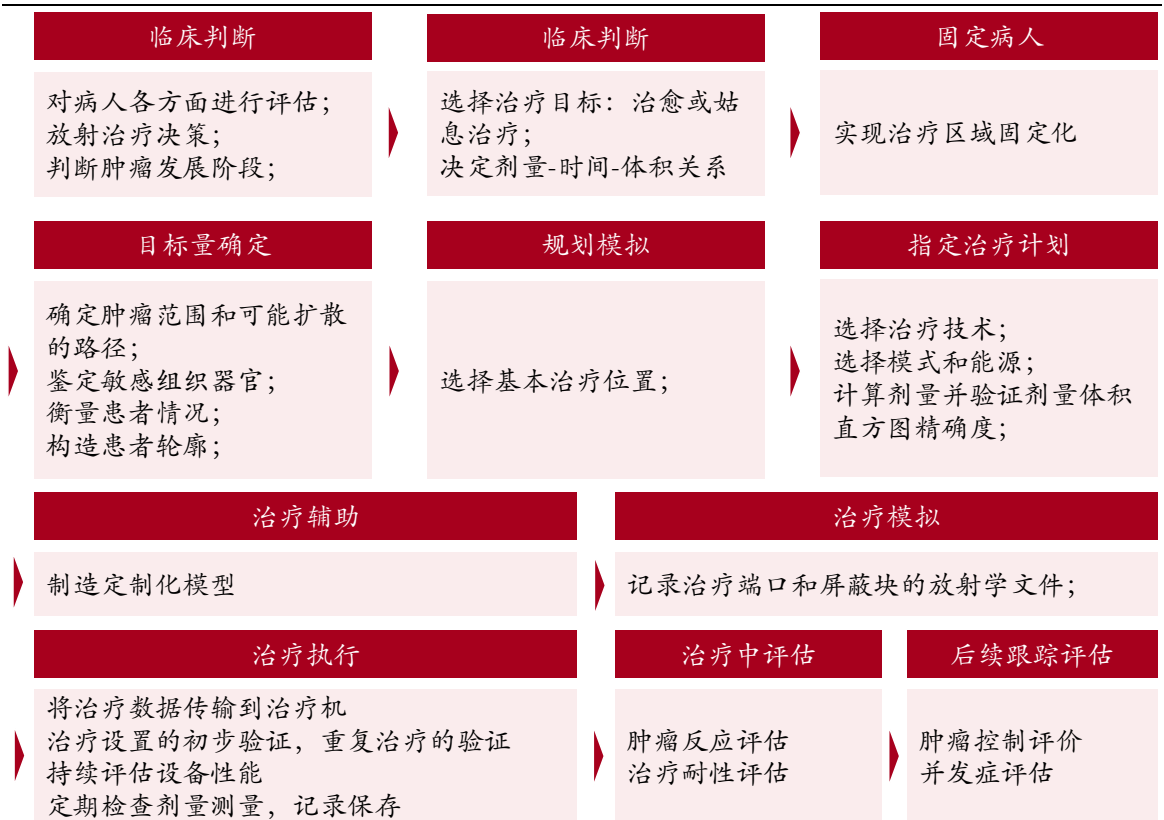 临床判断
对病人各方面进行评估；
放射治疗决策；
判断肿瘤发展阶段；
临床判断
选择治疗目标：治愈或姑
息治疗；
决定剂量-时间-体积关系
固定病人
实现治疗区域固定化
目标量确定
确定肿瘤范围和可能扩散
的路径；
鉴定敏感组织器官；
衡量患者情况；
构造患者轮廓；
规划模拟
选择基本治疗位置；
指定治疗计划
选择治疗技术；
选择模式和能源；
计算剂量并验证剂量体积
直方图精确度；
治疗辅助
制造定制化模型
治疗模拟
记录治疗端口和屏蔽块的放射学文件；
治疗执行
将治疗数据传输到治疗机
治疗设置的初步验证，重复治疗的验证
持续评估设备性能
定期检查剂量测量，记录保存
治疗中评估
肿瘤反应评估
治疗耐性评估
后续跟踪评估
肿瘤控制评价
并发症评估